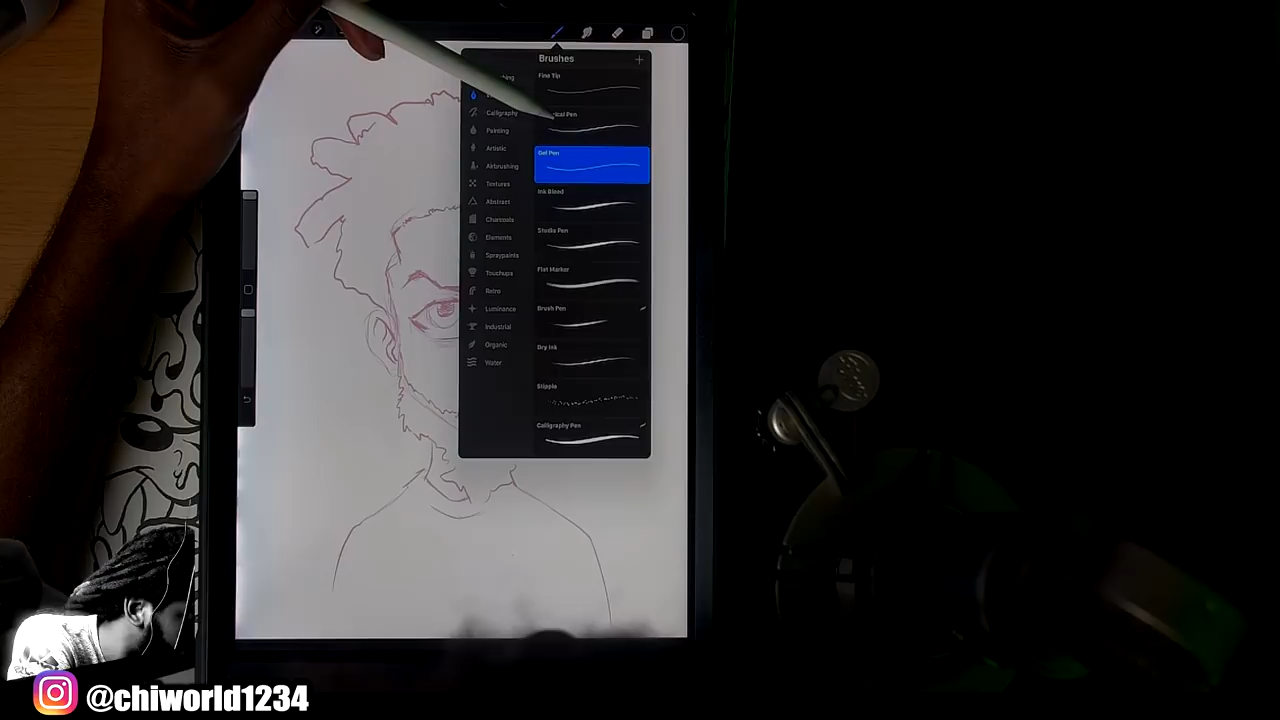 Brushes
Fine Tip
Calligraphy
Painting
Artistic
Airbrushing
Textures
Abstract
Charcoals
Elements
Spraypaints
Touchups
Retro
Luminance
Industrial
Organic
Water
Pen
Gel Pen
Ink Bleed
Studio Pen
Flat Marker
Brush Pen
Dry Ink
Stipple
Calligraphy Pen
@chiworld1234